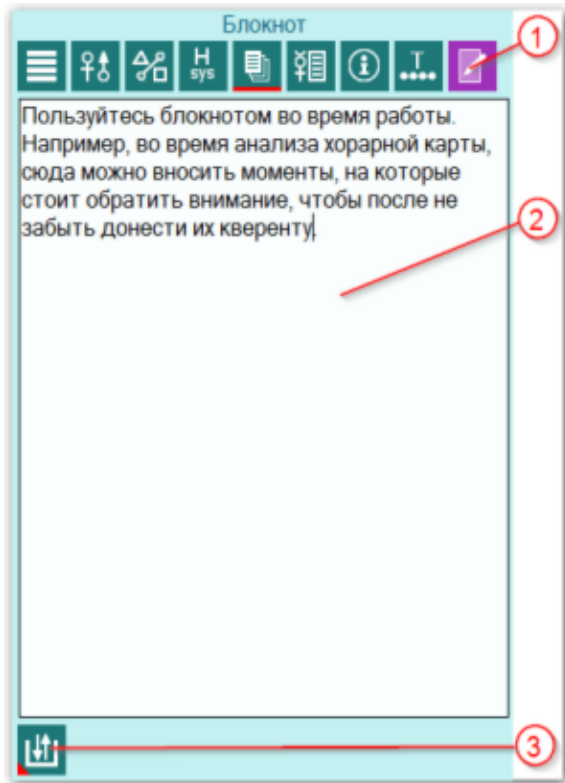 Блокнот
H
sys
T
1
Пользуйтесь блокнотом во время работы.
Например, во время анализа хорарной карты,
сюда можно вносить моменты, на которые
стоит обратить внимание, чтобы после не
забыть донести их кверенту
2
3